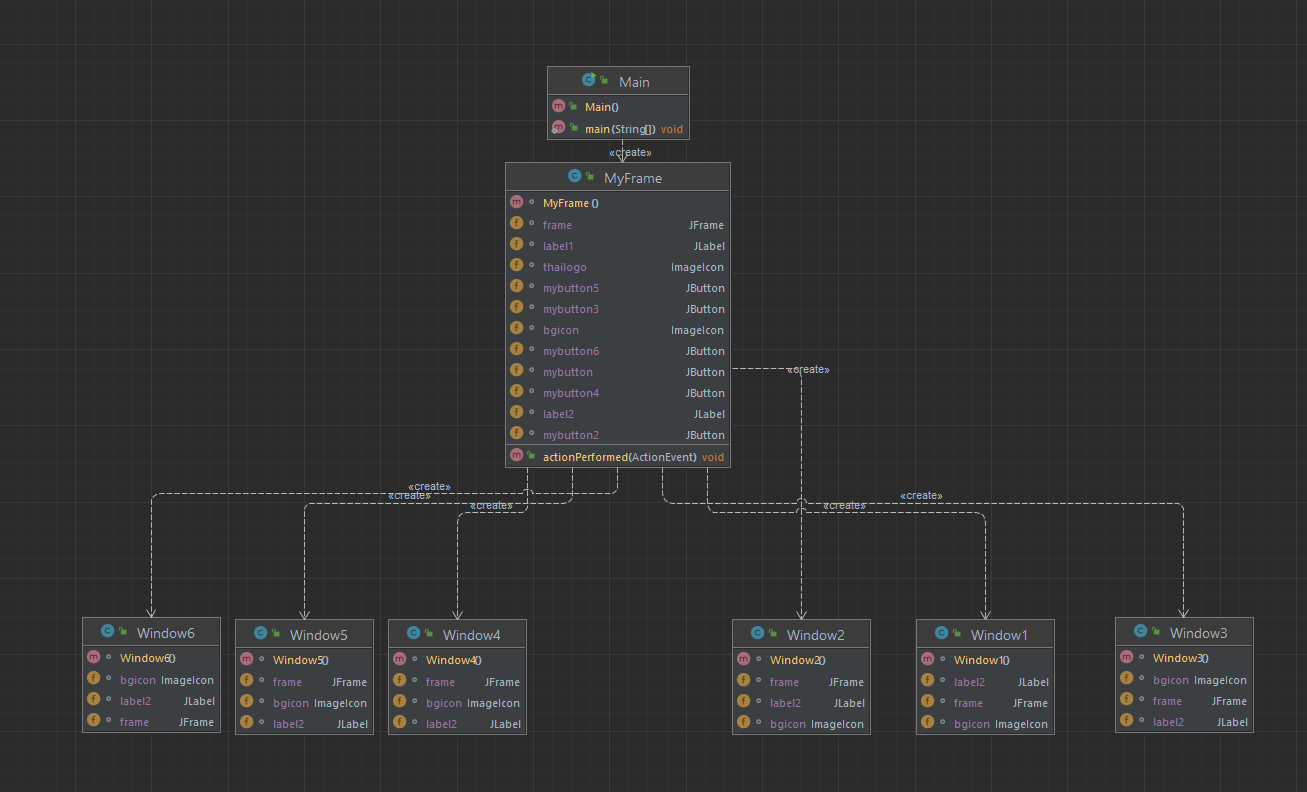 Main
Main()
main(String[]) void
«create»
MyFrame
MyFrame ()
frame JFrame
label1 JLabel
thailogo ImageIcon
mybutton5 JButton
mybutton3 JButton
bgicon ImageIcon
mybutton6 JButton
mybutton JButton
mybutton4 JButton
label2 JLabel
mybutton2 JButton
actionPerformed(ActionEvent) void
«create»
«create»
«create»
«create»
«create»
«create»
Window6
Window6()
bgicon ImageIcon
label2 JLabel
frame JFrame
Window5
Window5()
frame JFrame
bgicon ImageIcon
label2 JLabel
Window4
Window4()
frame JFrame
bgicon ImageIcon
label2 JLabel
Window2
Window2()
frame JFrame
label2 JLabel
bgicon ImageIcon
Window1
Window1()
label2 JLabel
frame JFrame
bgicon ImageIcon
Window3
Window3()
bgicon ImageIcon
frame JFrame
label2 JLabel